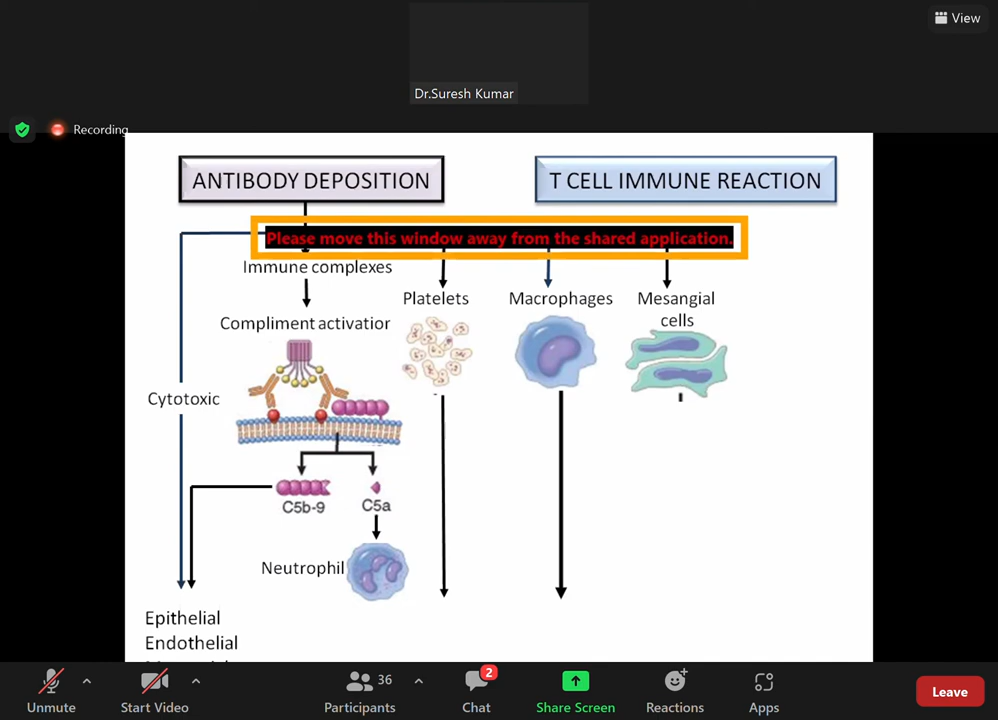 View
Dr.Suresh Kumar
Recording
ANTIBODY DEPOSITION
T CELL IMMUNE REACTION
Please move this window away from the shared application.
Immune complexes
Platelets
Macrophages
Mesangial
cells
Compliment activatior
Cytotoxic
C5b-9
C5a
Neutrophil
Epithelial
Endothelial
Unmute
Start Video
36
Participants
2
Chat
Share Screen
Reactions
Apps
Leave